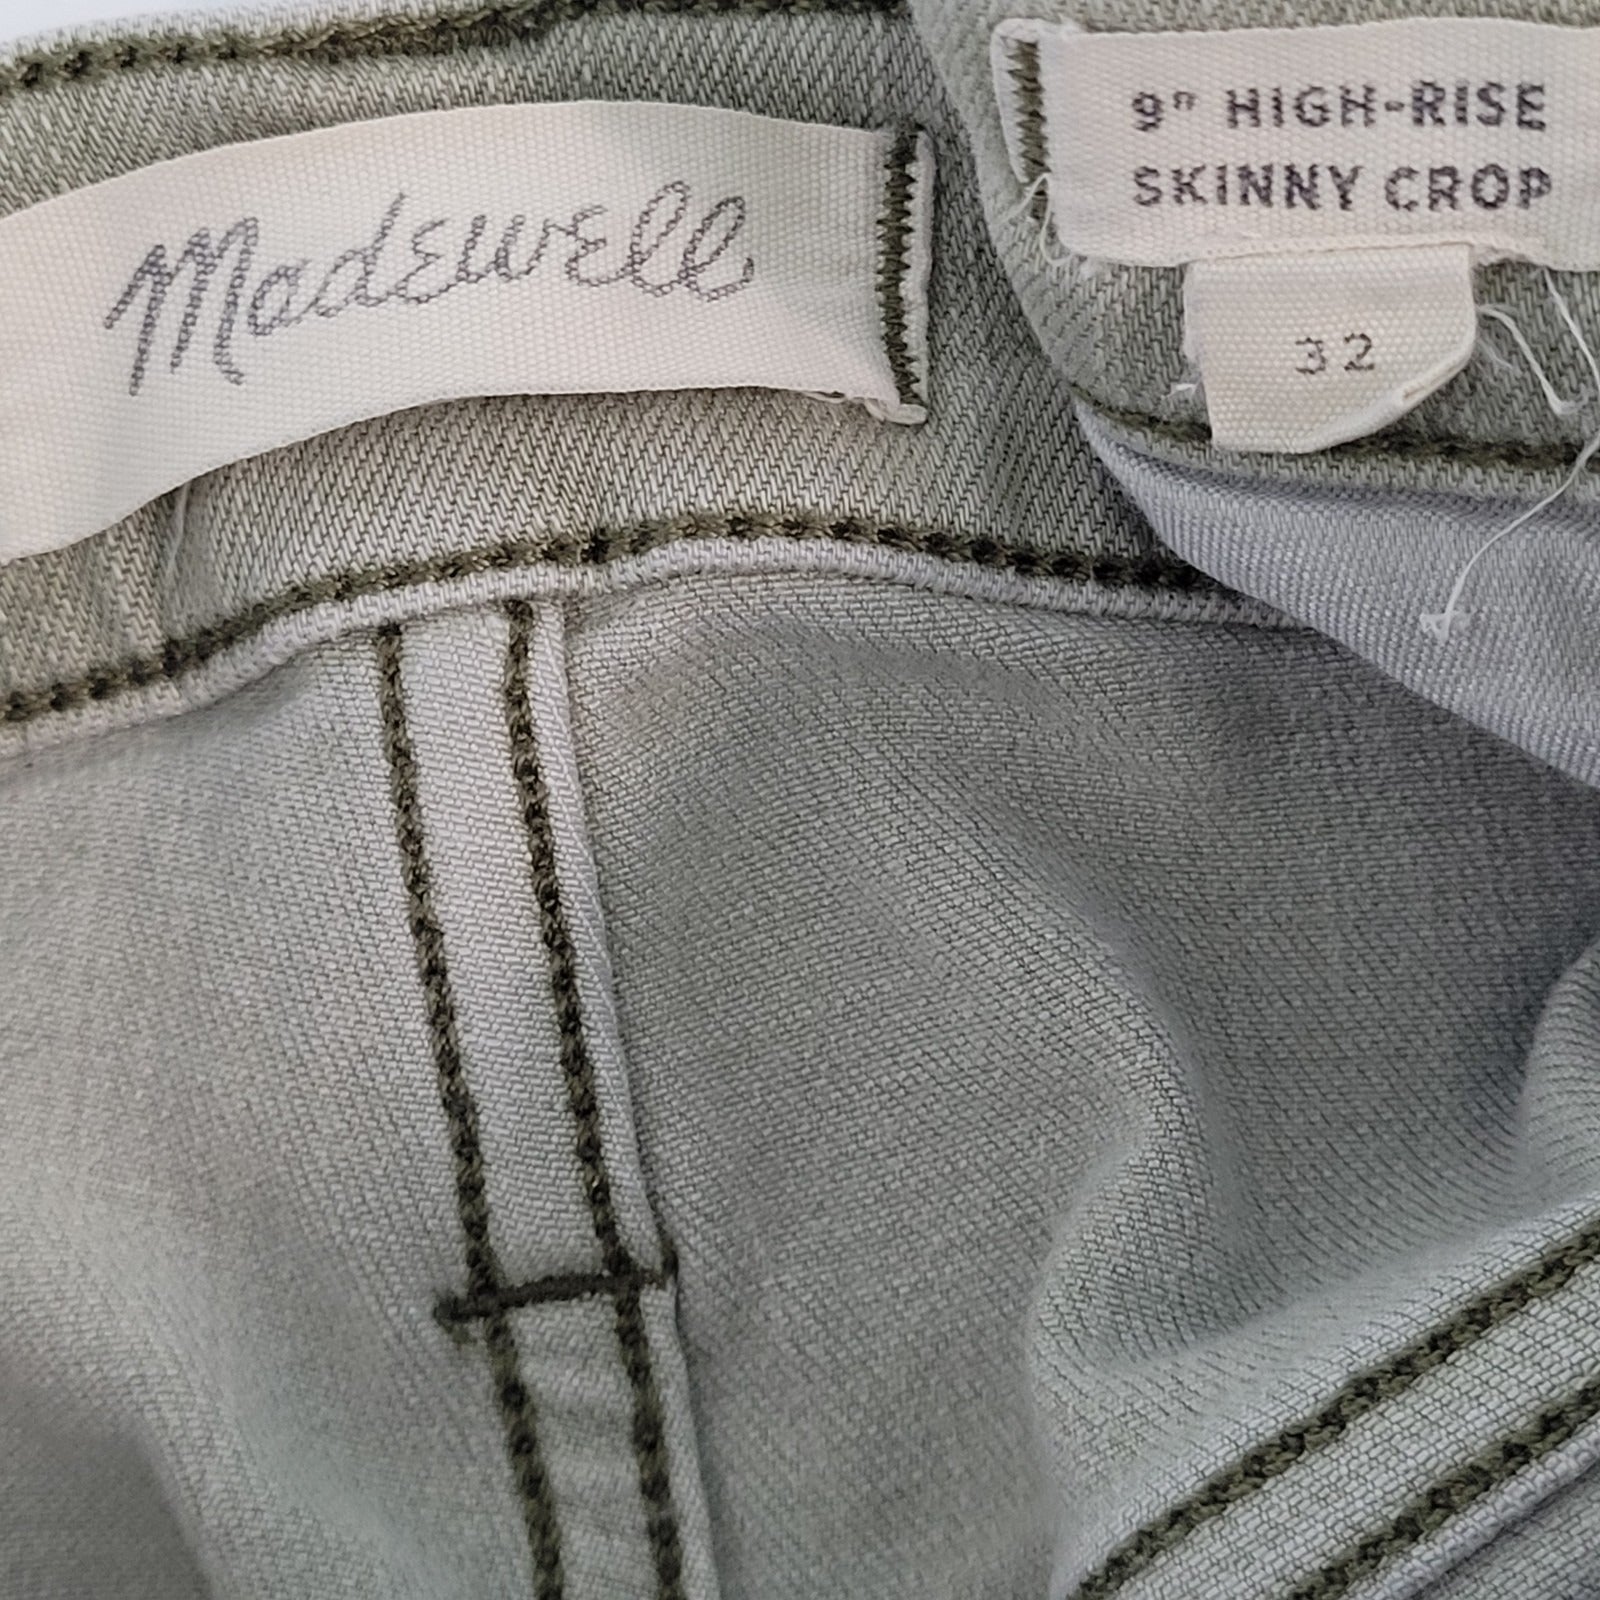 Madewell
9" HIGH-RISE
SKINNY CROP
32